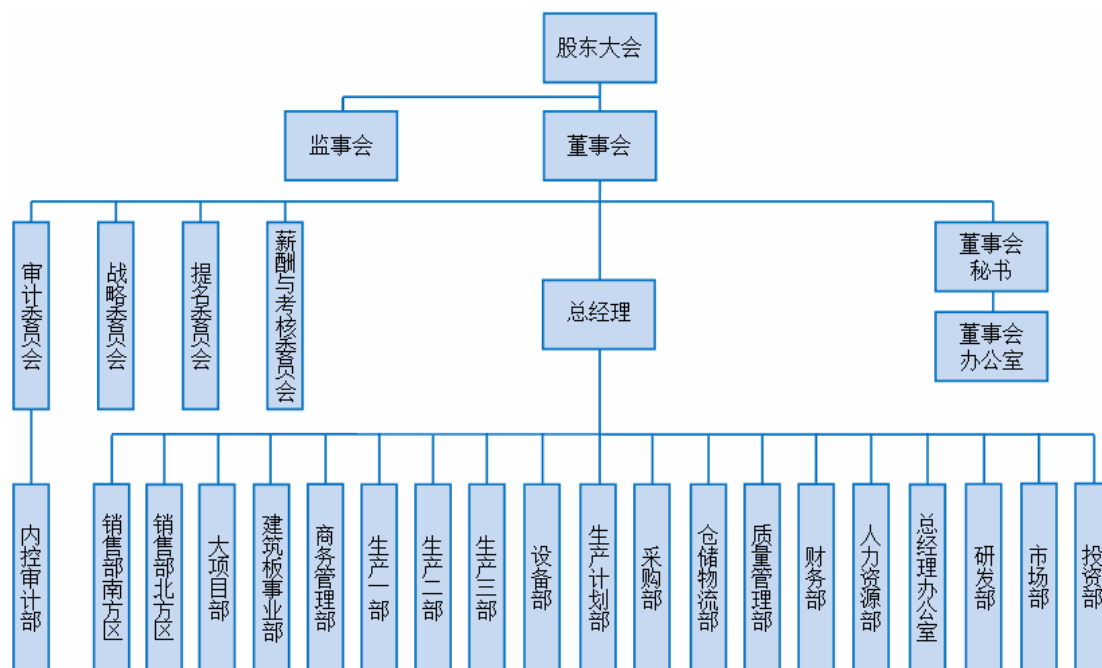 股东大会
监事会
董事会
审计委员会
战略委员会
提名委员会
薪酬与考核委员会
总经理
董事会
秘书
董事会
办公室
内控审计部
销售部南方区
销售部北方区
大项目部
建筑板事业部
商务管理部
生产一部
生产二部
生产三部
设备部
生产计划部
采购部
仓储物流部
质量管理部
财务部
人力资源部
总经理办公室
研发部
市场部
投资部